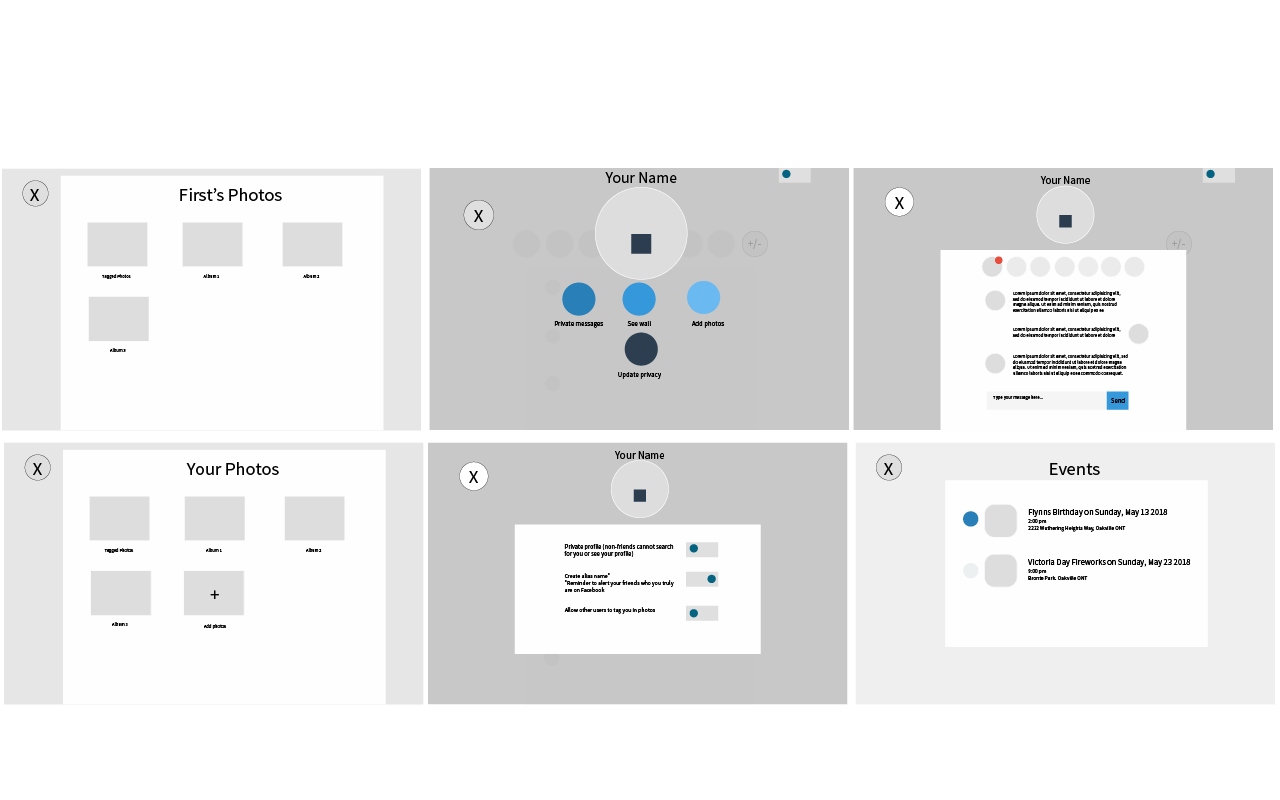 X
First's Photos
Tagged Photos
Album 1
Album 2
Album 3
Your Name
X
+/-
Private messages
See wall
Add photos
Update privacy
Your Name
X
+/-
Lorem ipsum dolor sit amet, consectetur adipisicing elit,
sed do eiusmod tempor incididunt ut labore et dolore
magna aliqua. ut enim ad minim veniam, quis nostrud
exercitation ullamco laboris nisi ut aliquip ex ee
Lorem ipsum dolor sit amet, consectetur adipisicing elit,
sed do eiusmod tempor incididunt ut labore et dolore
Lorem ipsum dolor sit amet, consectetur adipisicing elit, sed
do eiusmod tempor incididunt ut labore et dolore magna
aliqua. ut enim ad minim veniam, quis nostrud exercitation
ullamco laboris nisi ut aliquip ex ea commodo consequat.
Type your message here...
Send
X
Your Photos
Tagged Photos
Album 1
Album 2
Album 3
+
Add photos
Your Name
X
Private profile (non-friends cannot search
for you or see your profile)
Create alias name*
*Reminder to alert your friends who you truly
are on Facebook
Allow other users to tag you in photos
X
Events
Flynns Birthday on Sunday, May 13 2018
2:00 pm
2222 Wuthering Heights Way, Oakville ONT
Victoria Day Fireworks on Sunday, May 23 2018
9:00 pm
Bronte Park. Oakville ONT